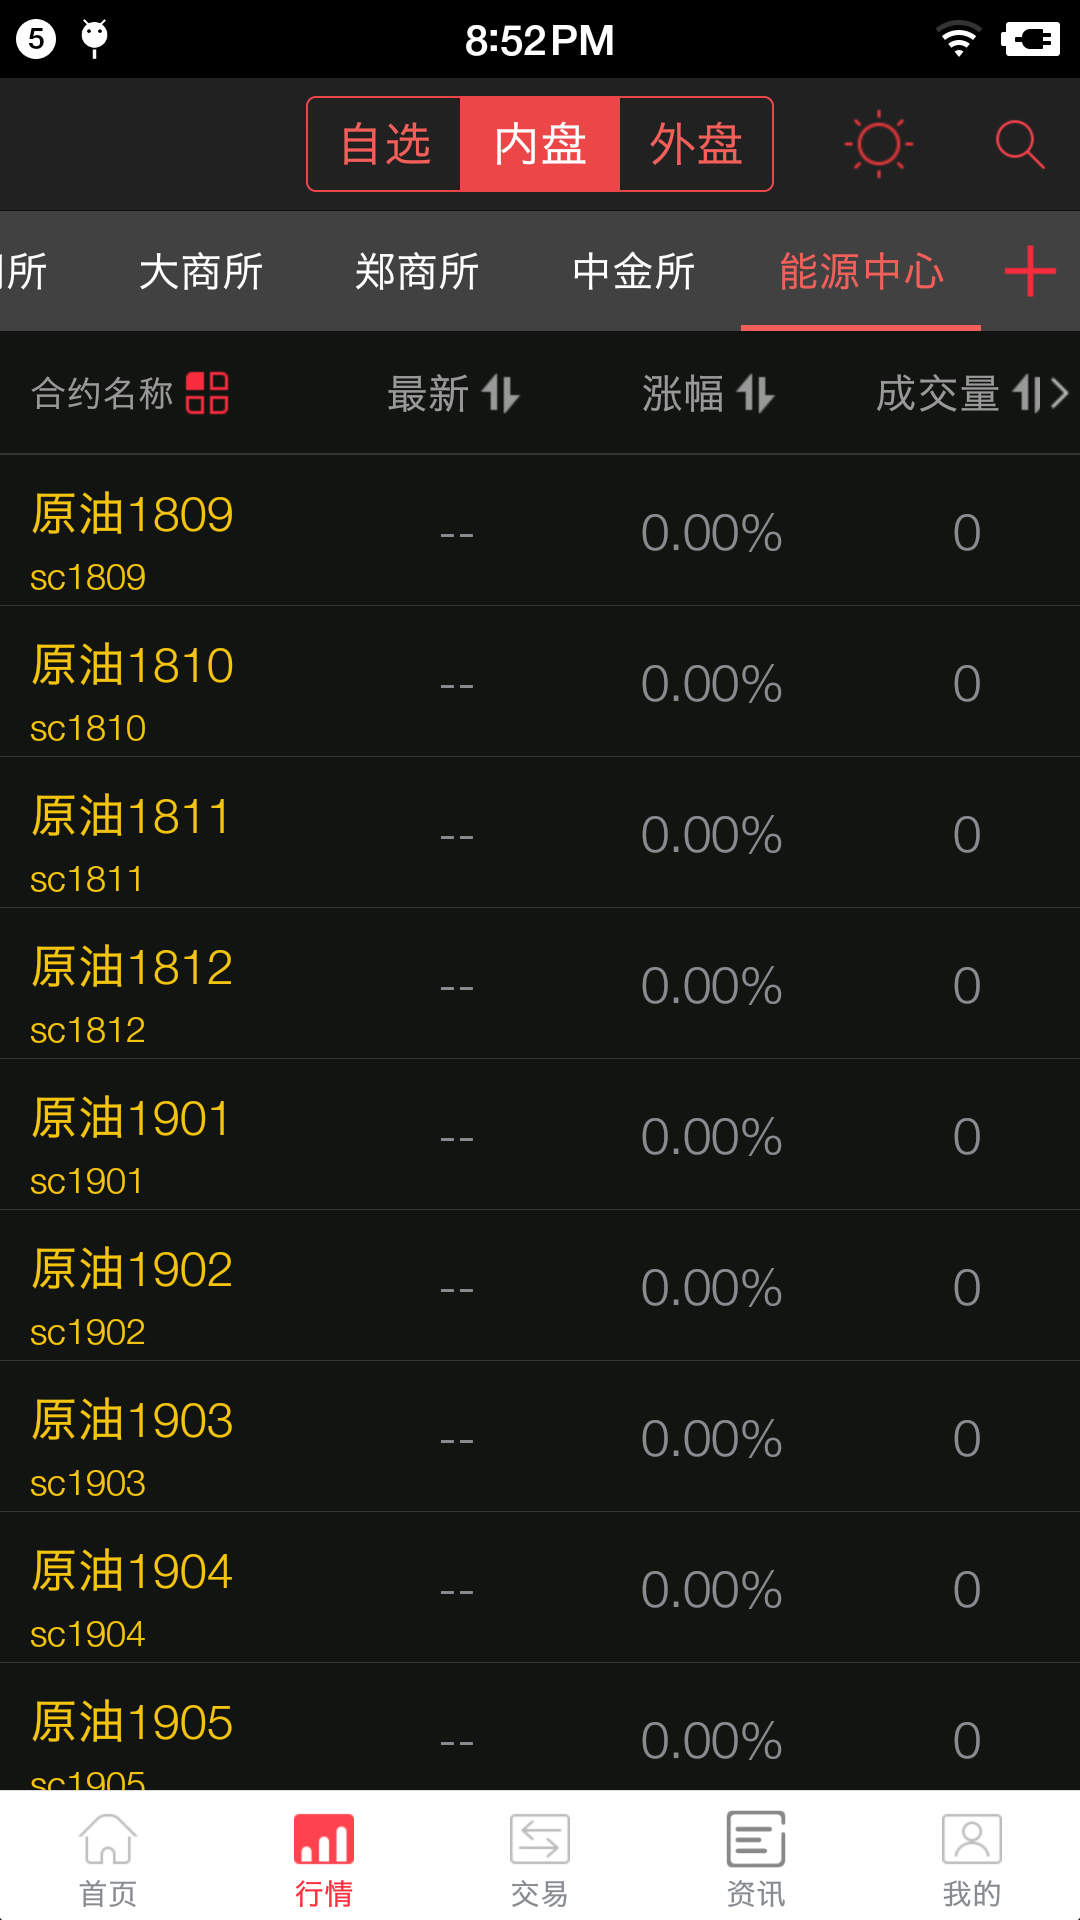 5 8:52PM
自选 内盘 外盘
所 大商所 郑商所 中金所 能源中心
合约名称 最新 涨幅 成交量
原油1809 -- 0.00% 0
sc1809
原油1810 -- 0.00% 0
sc1810
原油1811 -- 0.00% 0
sc1811
原油1812 -- 0.00% 0
sc1812
原油1901 -- 0.00% 0
sc1901
原油1902 -- 0.00% 0
sc1902
原油1903 -- 0.00% 0
sc1903
原油1904 -- 0.00% 0
sc1904
原油1905 -- 0.00% 0
sc1905
首页 行情 交易 资讯 我的